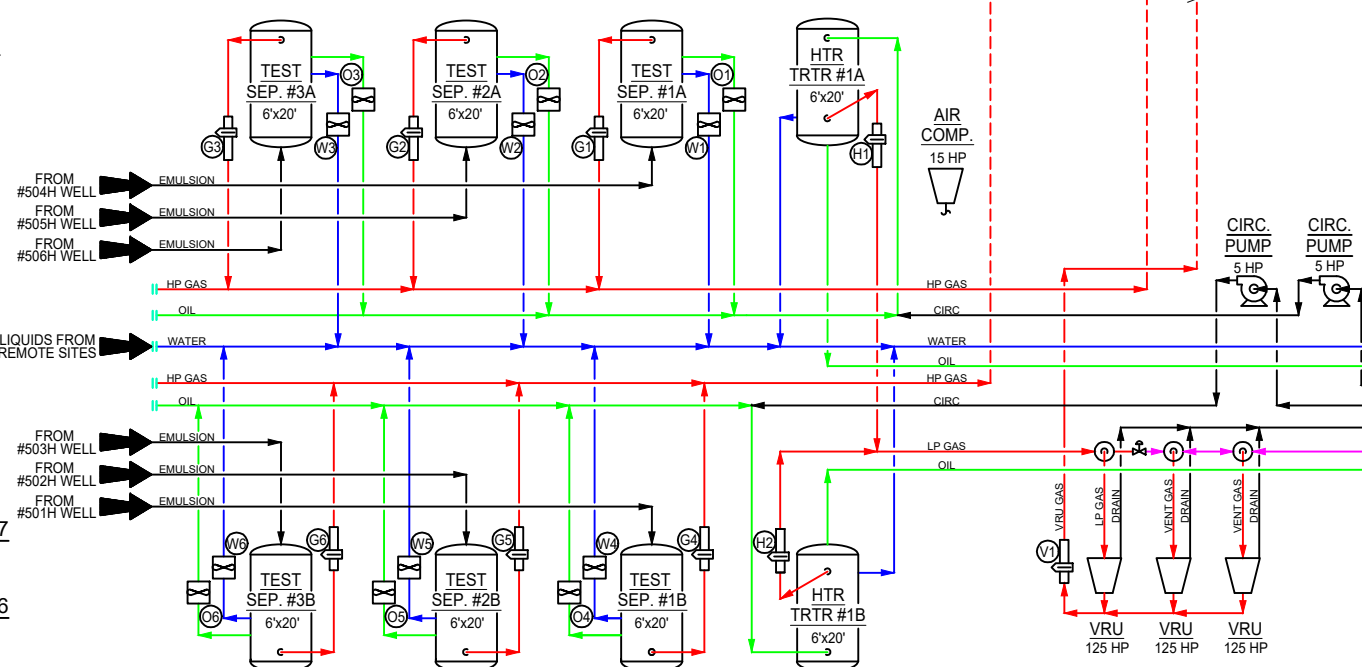 TEST
SEP. #3A
6'x20'
TEST
SEP. #2A
6'x20'
TEST
SEP. #1A
6'x20'
HTR
TRTR #1A
6'x20'
O3
O2
O1
W3
W2
W1
G3
G2
G1
H1
AIR
COMP.
15 HP
FROM
#504H WELL
EMULSION
FROM
#505H WELL
EMULSION
FROM
#506H WELL
EMULSION
CIRC.
PUMP
5 HP
CIRC.
PUMP
5 HP
HP GAS
HP GAS
OIL
CIRC
LIQUIDS FROM
REMOTE SITES
WATER
WATER
OIL
HP GAS
HP GAS
OIL
CIRC
FROM
#503H WELL
EMULSION
FROM
#502H WELL
EMULSION
FROM
#501H WELL
EMULSION
LP GAS
OIL
VRU GAS
LP GAS
DRAIN
VENT GAS
DRAIN
VENT GAS
DRAIN
7
6
W6
G6
W5
G5
W4
G4
H2
V1
O6
O5
O4
TEST
SEP. #3B
6'x20'
TEST
SEP. #2B
6'x20'
TEST
SEP. #1B
6'x20'
HTR
TRTR #1B
6'x20'
VRU
125 HP
VRU
125 HP
VRU
125 HP